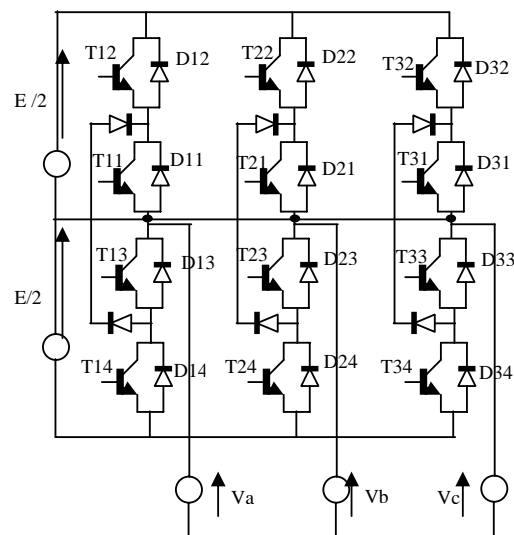 T12 D12 T22 D22 T32 D32
E /2
T11 D11 T21 D21 T31 D31
T13 D13 T23 D23 T33 D33
E/2
T14 D14 T24 D24 T34 D34
Va Vb Vc